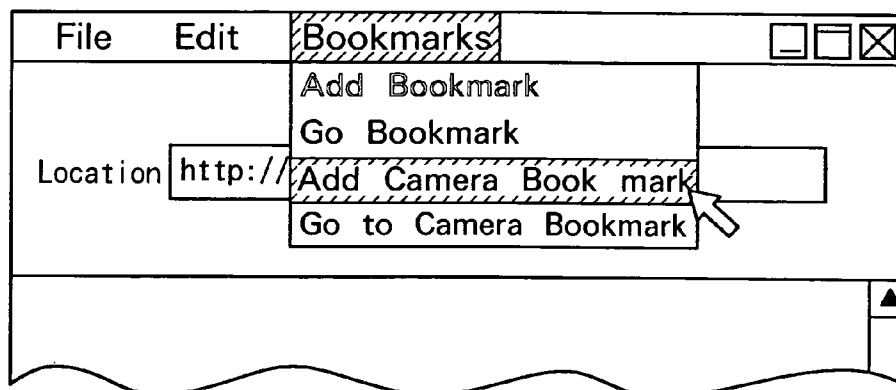 File Edit Bookmarks
Add Bookmark
Go Bookmark
Location http://
Add Camera Book mark
Go to Camera Bookmark